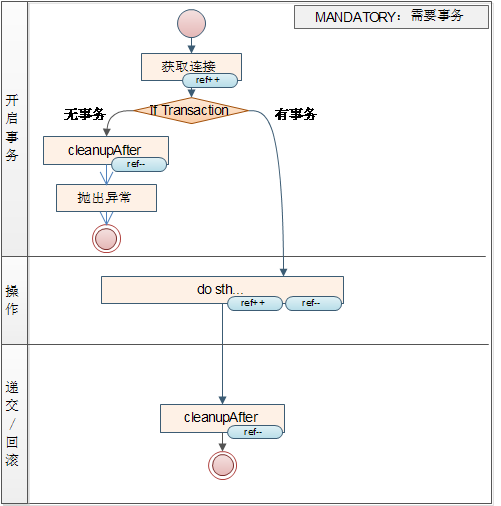 MANDATORY：需要事务
获取连接
ref++
If Transaction
无事务
有事务
cleanupAfter
ref--
抛出异常
开启事务
do sth...
ref++
ref--
操作
cleanupAfter
ref--
递交/回滚